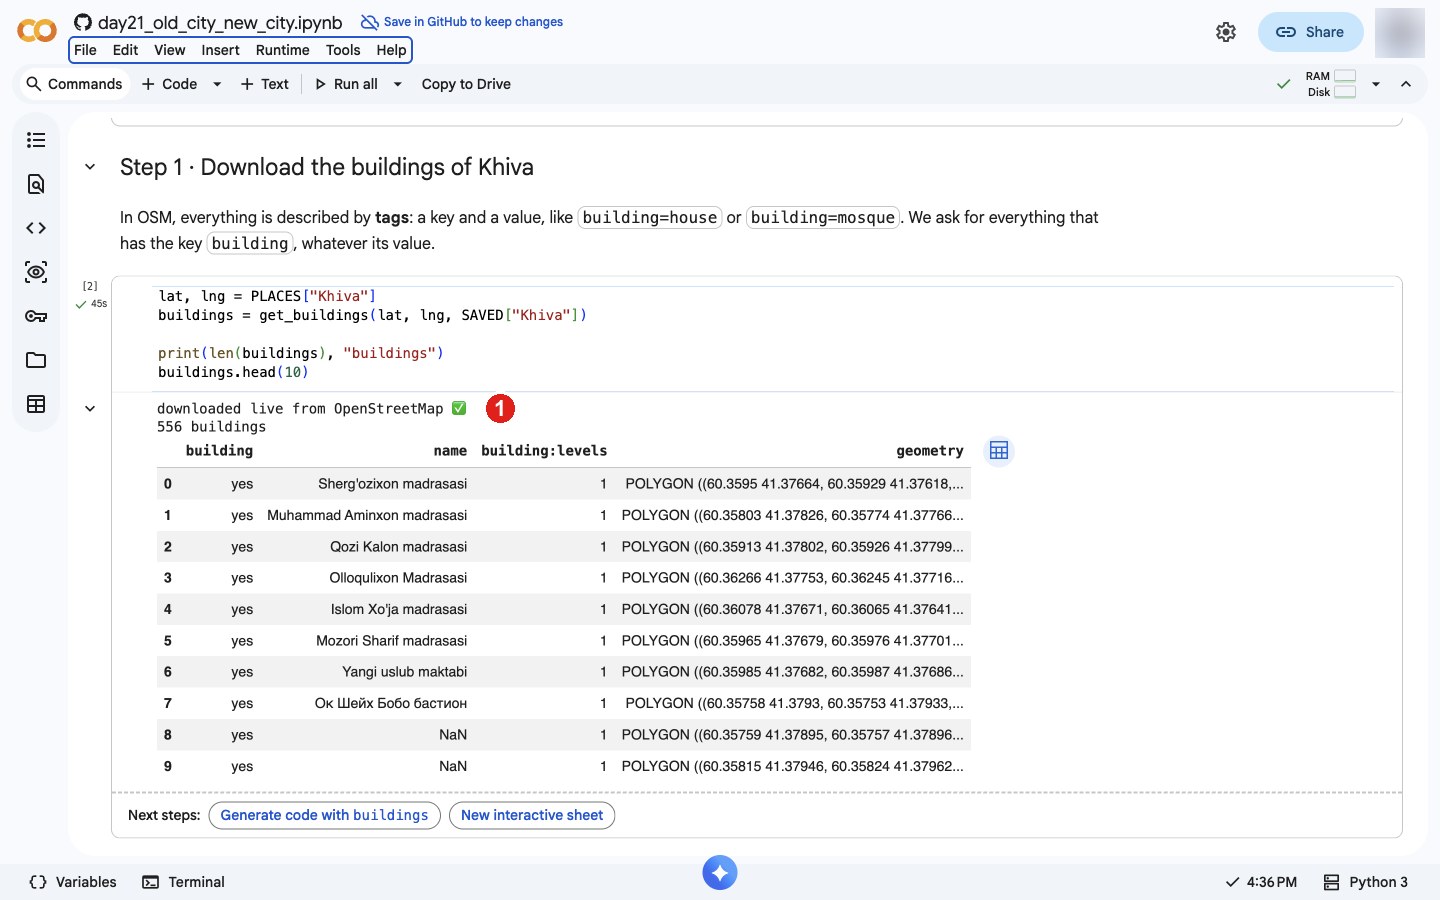 day21_old_city_new_city.ipynb
Save in GitHub to keep changes
File Edit View Insert Runtime Tools Help
Share
Commands + Code + Text Run all Copy to Drive
RAM
Disk
Step 1 · Download the buildings of Khiva
In OSM, everything is described by tags: a key and a value, like building=house or building=mosque. We ask for everything that
has the key building, whatever its value.
[2]
45s
lat, lng = PLACES["Khiva"]
buildings = get_buildings(lat, lng, SAVED["Khiva"])
print(len(buildings), "buildings")
buildings.head(10)
downloaded live from OpenStreetMap ✅
1
556 buildings
building name building:levels geometry
0 yes Sherg'ozixon madrasasi 1 POLYGON ((60.3595 41.37664, 60.35929 41.37618,...
1 yes Muhammad Aminxon madrasasi 1 POLYGON ((60.35803 41.37826, 60.35774 41.37766...
2 yes Qozi Kalon madrasasi 1 POLYGON ((60.35913 41.37802, 60.35926 41.37799...
3 yes Olloqulixon Madrasasi 1 POLYGON ((60.36266 41.37753, 60.36245 41.37716...
4 yes Islom Xo'ja madrasasi 1 POLYGON ((60.36078 41.37671, 60.36065 41.37641...
5 yes Mozori Sharif madrasasi 1 POLYGON ((60.35965 41.37679, 60.35976 41.37701...
6 yes Yangi uslub maktabi 1 POLYGON ((60.35985 41.37682, 60.35987 41.37686...
7 yes Ок Шейх Бобо бастион 1 POLYGON ((60.35758 41.3793, 60.35753 41.37933,...
8 yes NaN 1 POLYGON ((60.35759 41.37895, 60.35757 41.37896...
9 yes NaN 1 POLYGON ((60.35815 41.37946, 60.35824 41.37962...
Next steps: Generate code with buildings New interactive sheet
Variables Terminal 4:36 PM Python 3